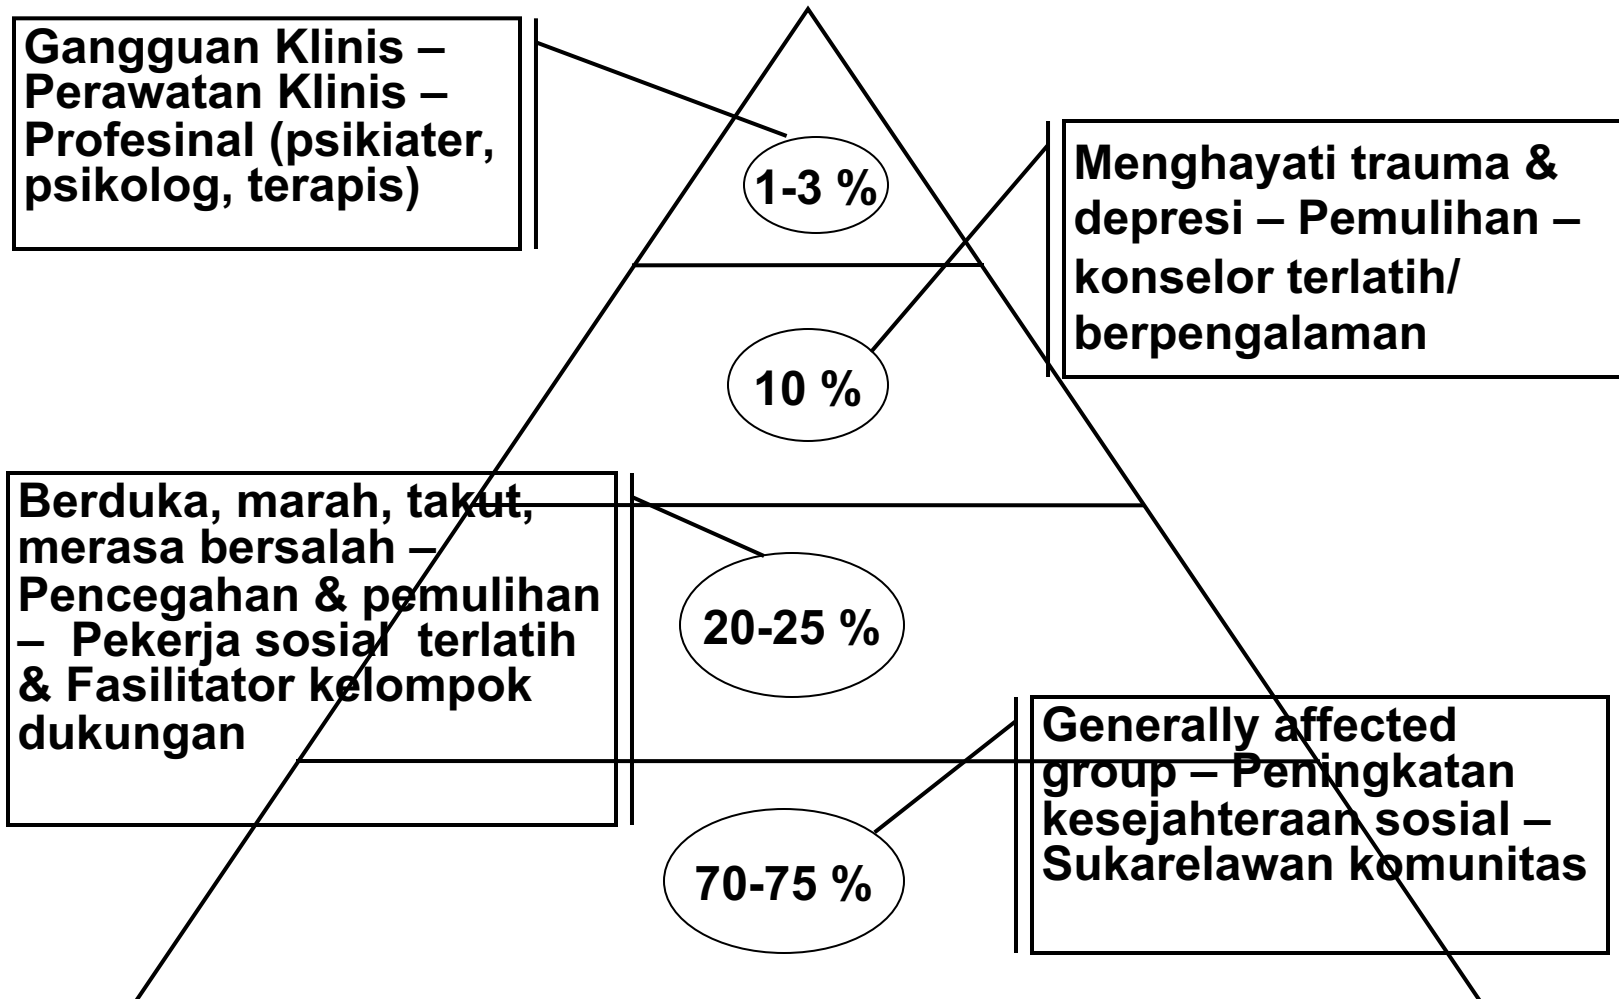 Gangguan Klinis –
Perawatan Klinis –
Profesinal (psikiater,
psikolog, terapis)
1-3 %
Menghayati trauma &
depresi – Pemulihan –
konselor terlatih/
berpengalaman
10 %
Berduka, marah, takut,
merasa bersalah –
Pencegahan & pemulihan
– Pekerja sosial terlatih
& Fasilitator kelompok
dukungan
20-25 %
Generally affected
group – Peningkatan
kesejahteraan sosial –
Sukarelawan komunitas
70-75 %